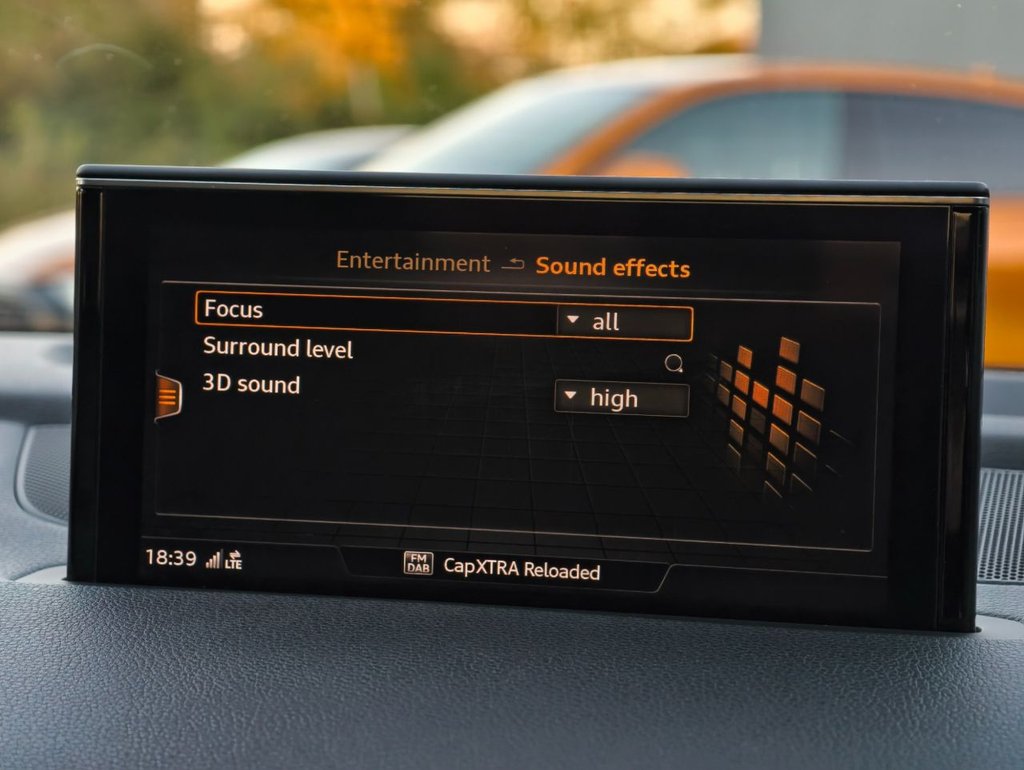 Entertainment Sound effects
Focus all
Surround level
3D sound high
18:39 LTE FM DAB CapXTRA Reloaded